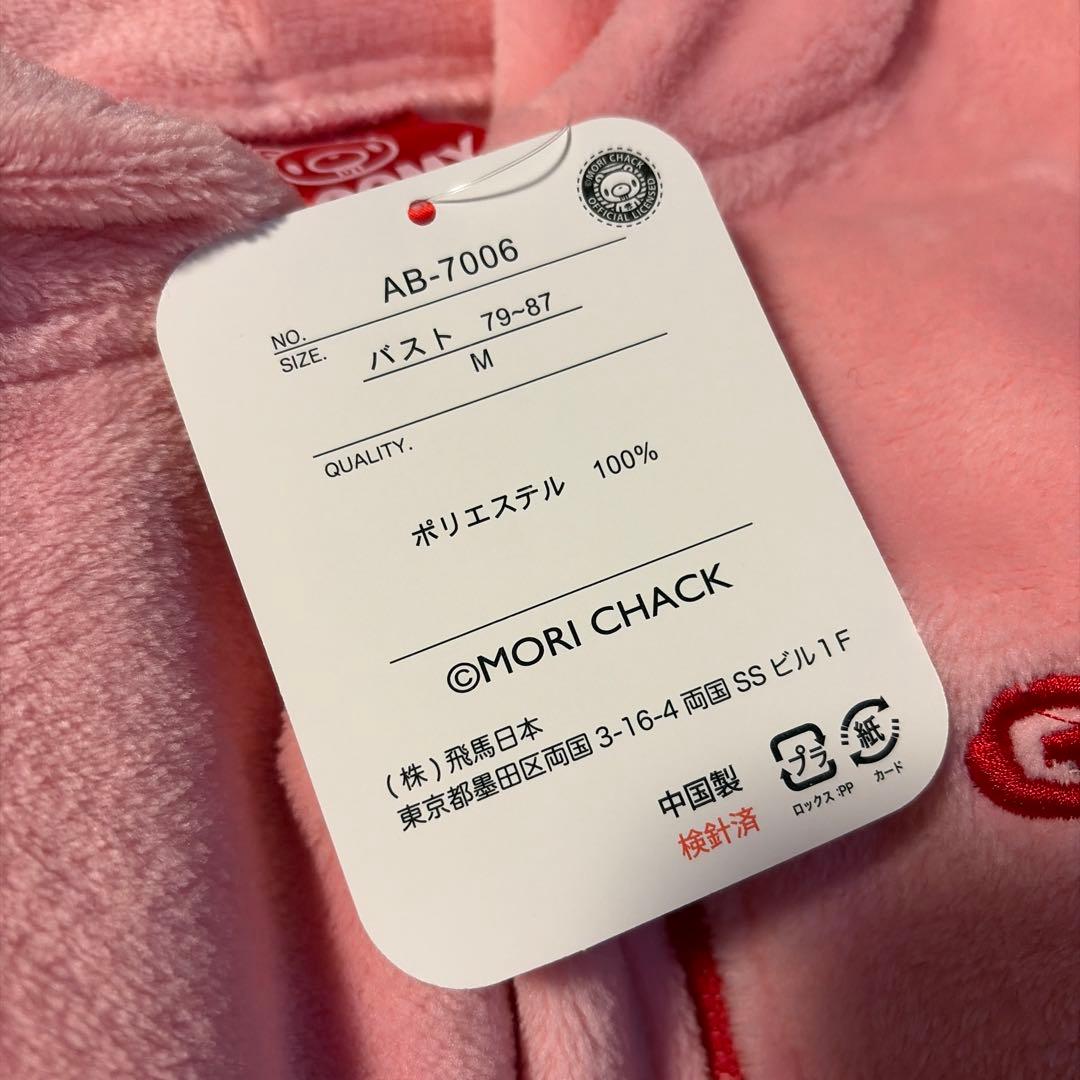 ©MORI CHACK
OFFICIAL LICENSED
NO. AB-7006
SIZE. バスト 79~87
M
QUALITY.
ポリエステル 100%
©MORI CHACK
(株)飛馬日本
東京都墨田区両国3-16-4両国SSビル1F
中国製
検針済
プラ
ロックス:PP
紙
カード